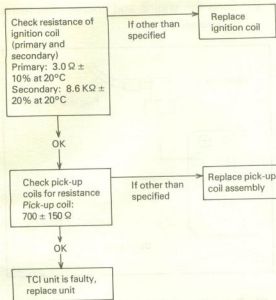 Check resistance of
ignition coil
(primary and
secondary)
Primary: 3.0 Ω ±
10% at 20°C
Secondary: 8.6 KΩ ±
20% at 20°C
If other than
specified
Replace
ignition coil
OK
Check pick-up
coils for resistance
Pick-up coil:
700 ± 150 Ω
If other than
specified
Replace pick-up
coil assembly
OK
TCI unit is faulty,
replace unit